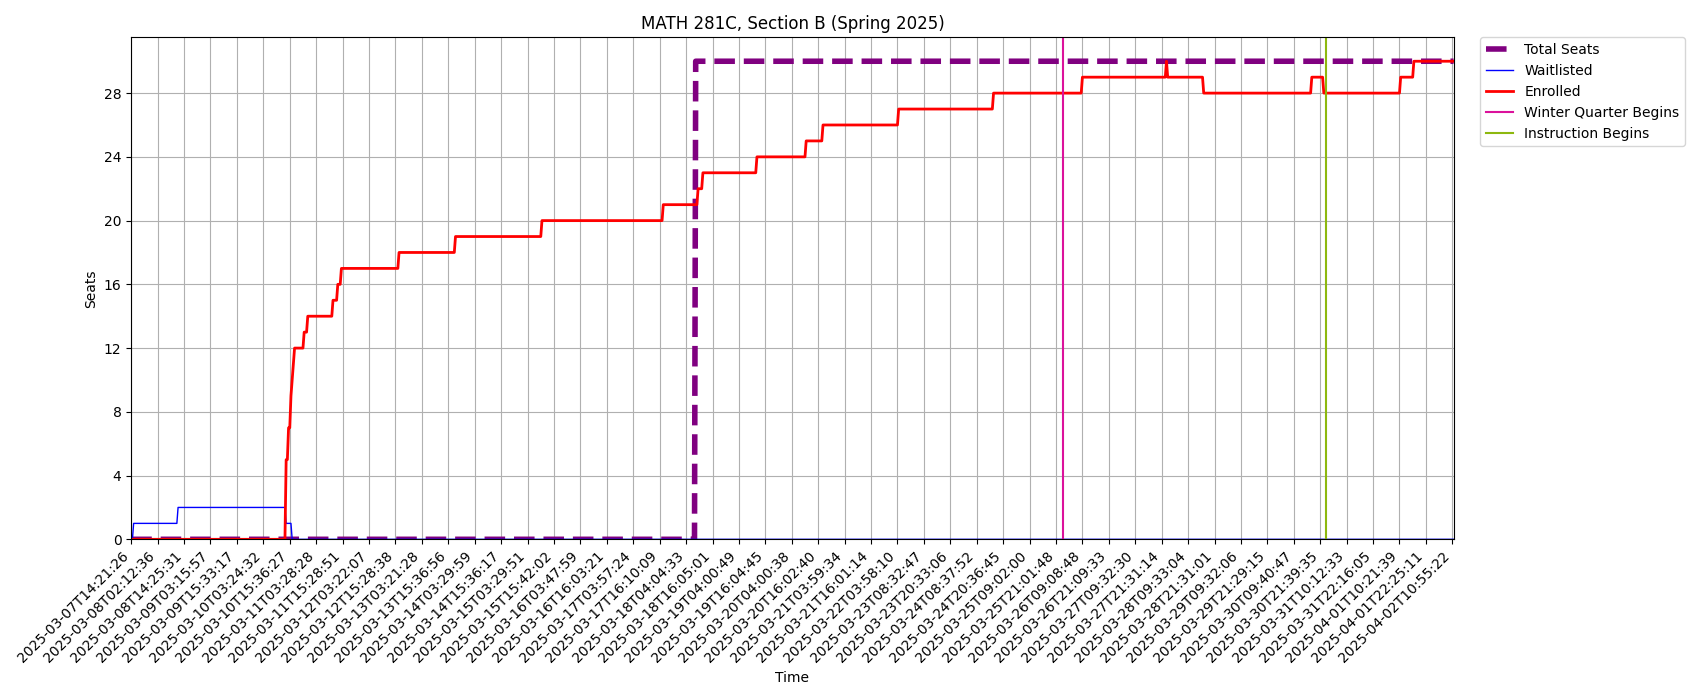 MATH 281C, Section B (Spring 2025)
Total Seats
Waitlisted
Enrolled
Winter Quarter Begins
Instruction Begins
Seats
28
24
20
16
12
8
4
0
2025-03-07T14:21:26
2025-03-08T02:12:36
2025-03-08T14:25:31
2025-03-09T03:15:57
2025-03-09T15:33:17
2025-03-10T03:24:32
2025-03-10T15:36:27
2025-03-11T03:28:28
2025-03-11T15:28:51
2025-03-12T03:22:07
2025-03-12T15:28:38
2025-03-13T03:21:28
2025-03-13T15:36:56
2025-03-14T03:29:59
2025-03-14T15:36:17
2025-03-15T03:29:51
2025-03-15T15:42:02
2025-03-16T03:47:59
2025-03-16T16:03:21
2025-03-17T03:57:24
2025-03-17T16:10:09
2025-03-18T04:04:33
2025-03-18T16:05:01
2025-03-19T04:00:49
2025-03-19T16:04:45
2025-03-20T04:00:38
2025-03-20T16:02:40
2025-03-21T03:59:34
2025-03-21T16:01:14
2025-03-22T03:58:10
2025-03-23T08:32:47
2025-03-23T20:33:06
2025-03-24T08:37:52
2025-03-24T20:36:45
2025-03-25T09:02:00
2025-03-25T21:01:48
2025-03-26T09:08:48
2025-03-26T21:09:33
2025-03-27T09:32:30
2025-03-27T21:31:14
2025-03-28T09:33:04
2025-03-28T21:31:01
2025-03-29T09:32:06
2025-03-29T21:29:15
2025-03-30T09:40:47
2025-03-30T21:39:35
2025-03-31T10:12:33
2025-03-31T22:16:05
2025-04-01T10:21:39
2025-04-01T22:25:11
2025-04-02T10:55:22
Time